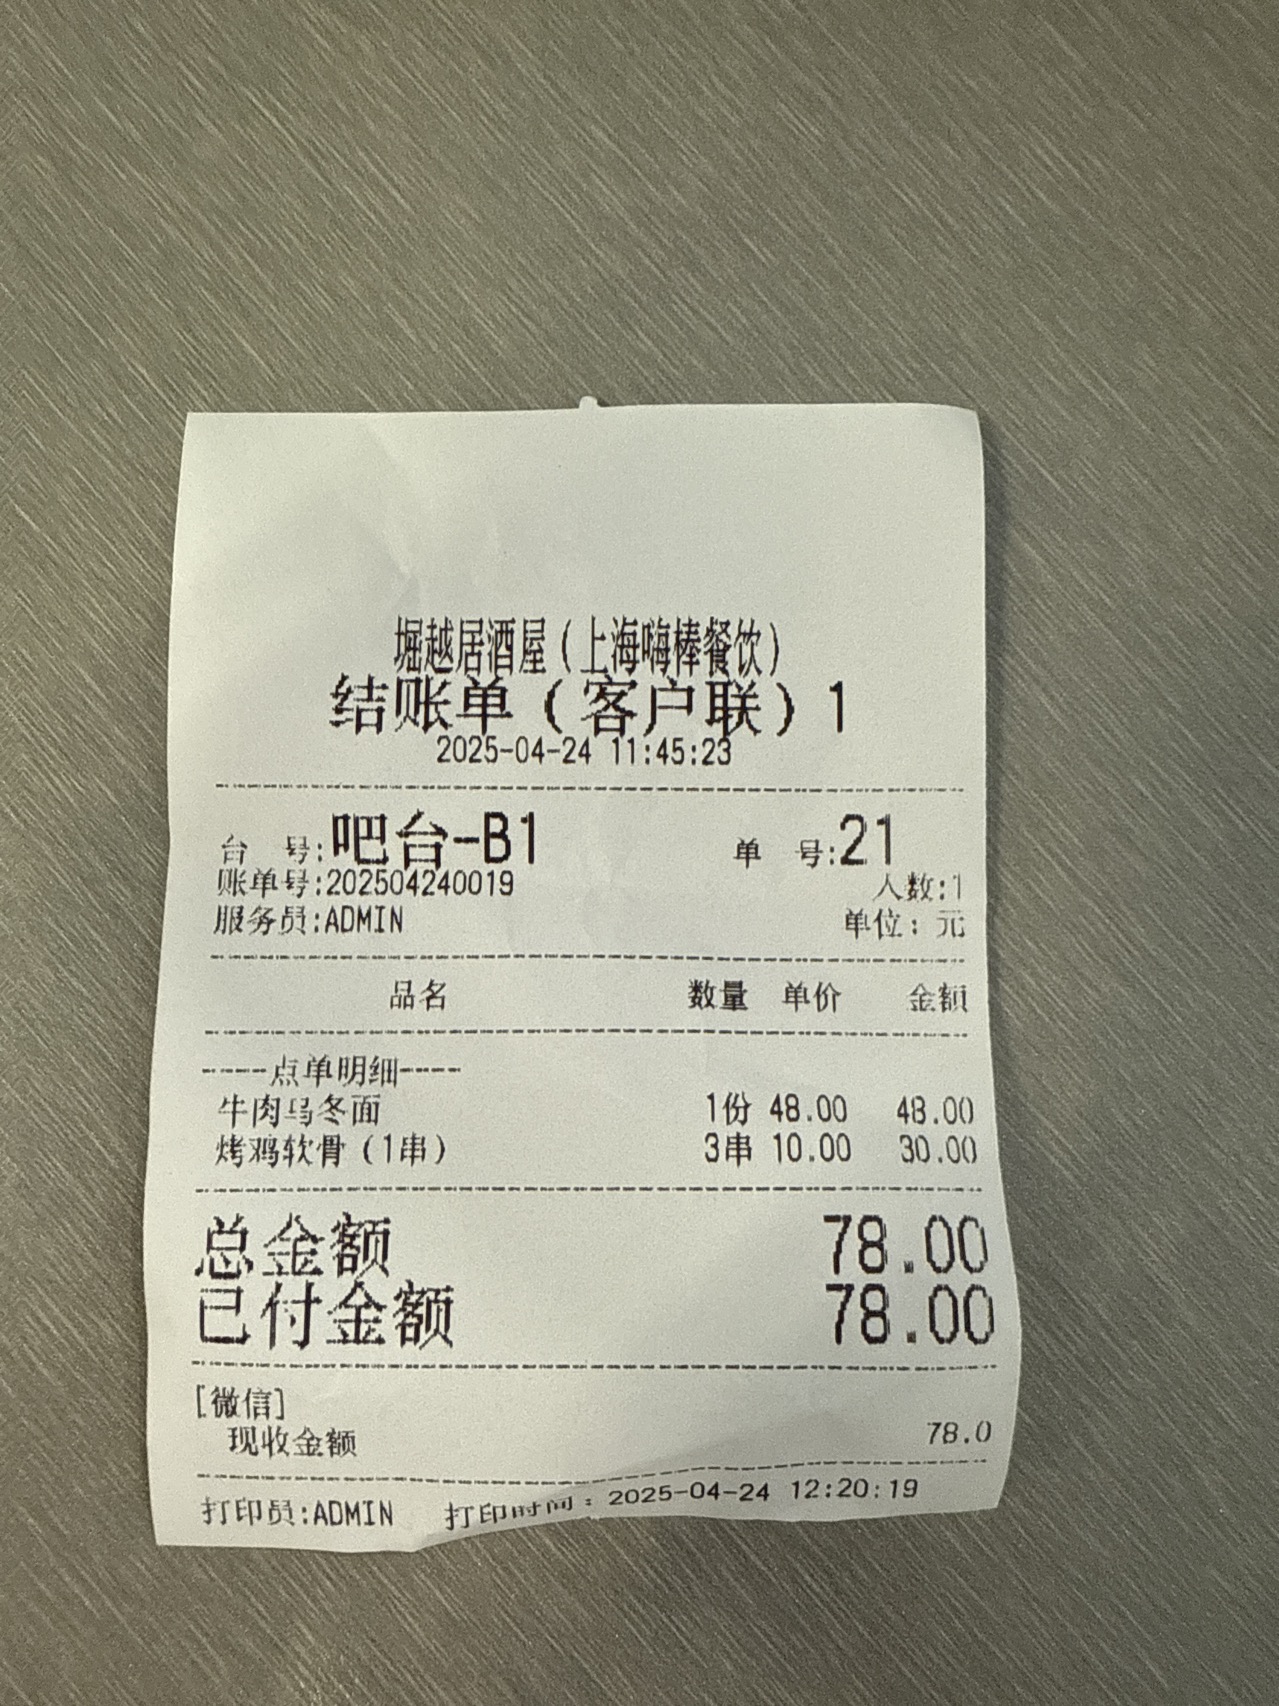 堀越居酒屋(上海嗨棒餐饮)
结账单(客户联)1
2025-04-24 11:45:23
台 号:吧台-B1 单 号:21
账单号:202504240019 人数:1
服务员:ADMIN 单位:元
品名 数量 单价 金额
----点单明细----
牛肉乌冬面 1份 48.00 48.00
烤鸡软骨(1串) 3串 10.00 30.00
总金额 78.00
已付金额 78.00
[微信]
现收金额 78.0
打印员:ADMIN 打印时间:2025-04-24 12:20:19